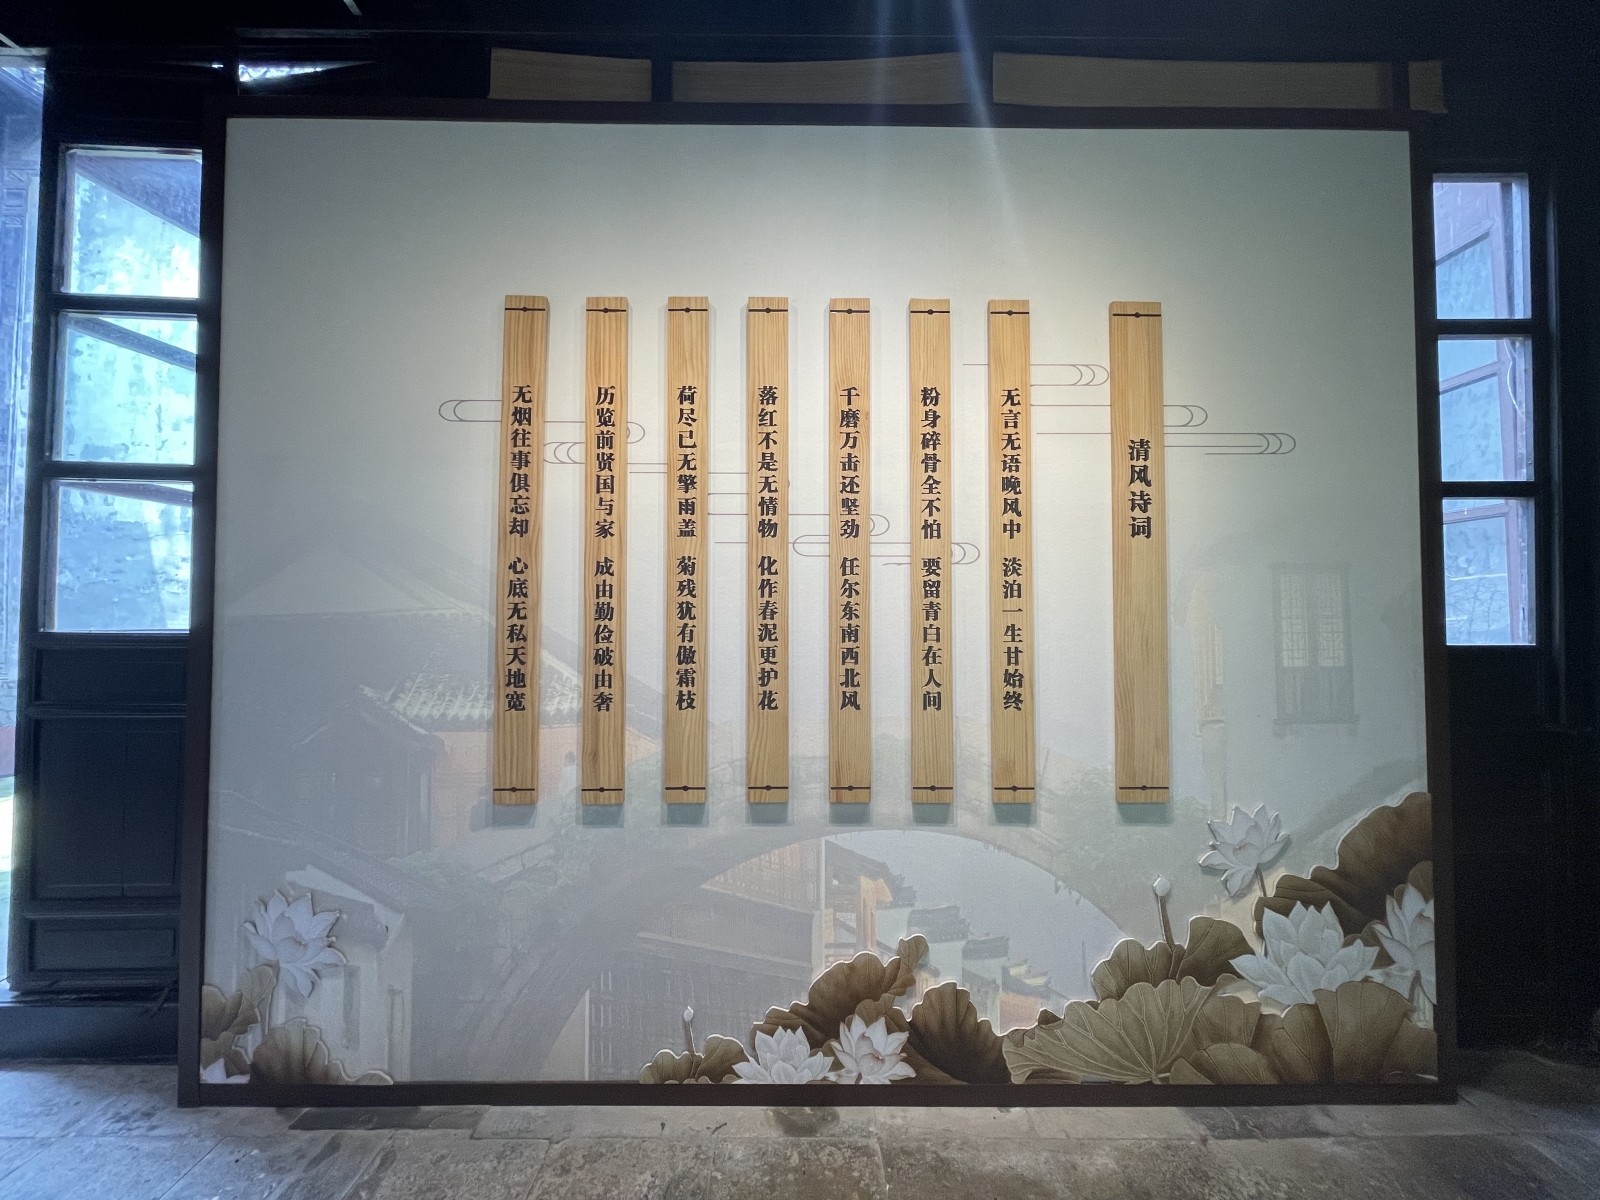 清风诗词
无言无语晚风中 淡泊一生甘始终
粉身碎骨全不怕 要留青白在人间
千磨万击还坚劲 任尔东南西北风
落红不是无情物 化作春泥更护花
荷尽已无擎雨盖 菊残犹有傲霜枝
历览前贤国与家 成由勤俭破由奢
无烟往事俱忘却 心底无私天地宽